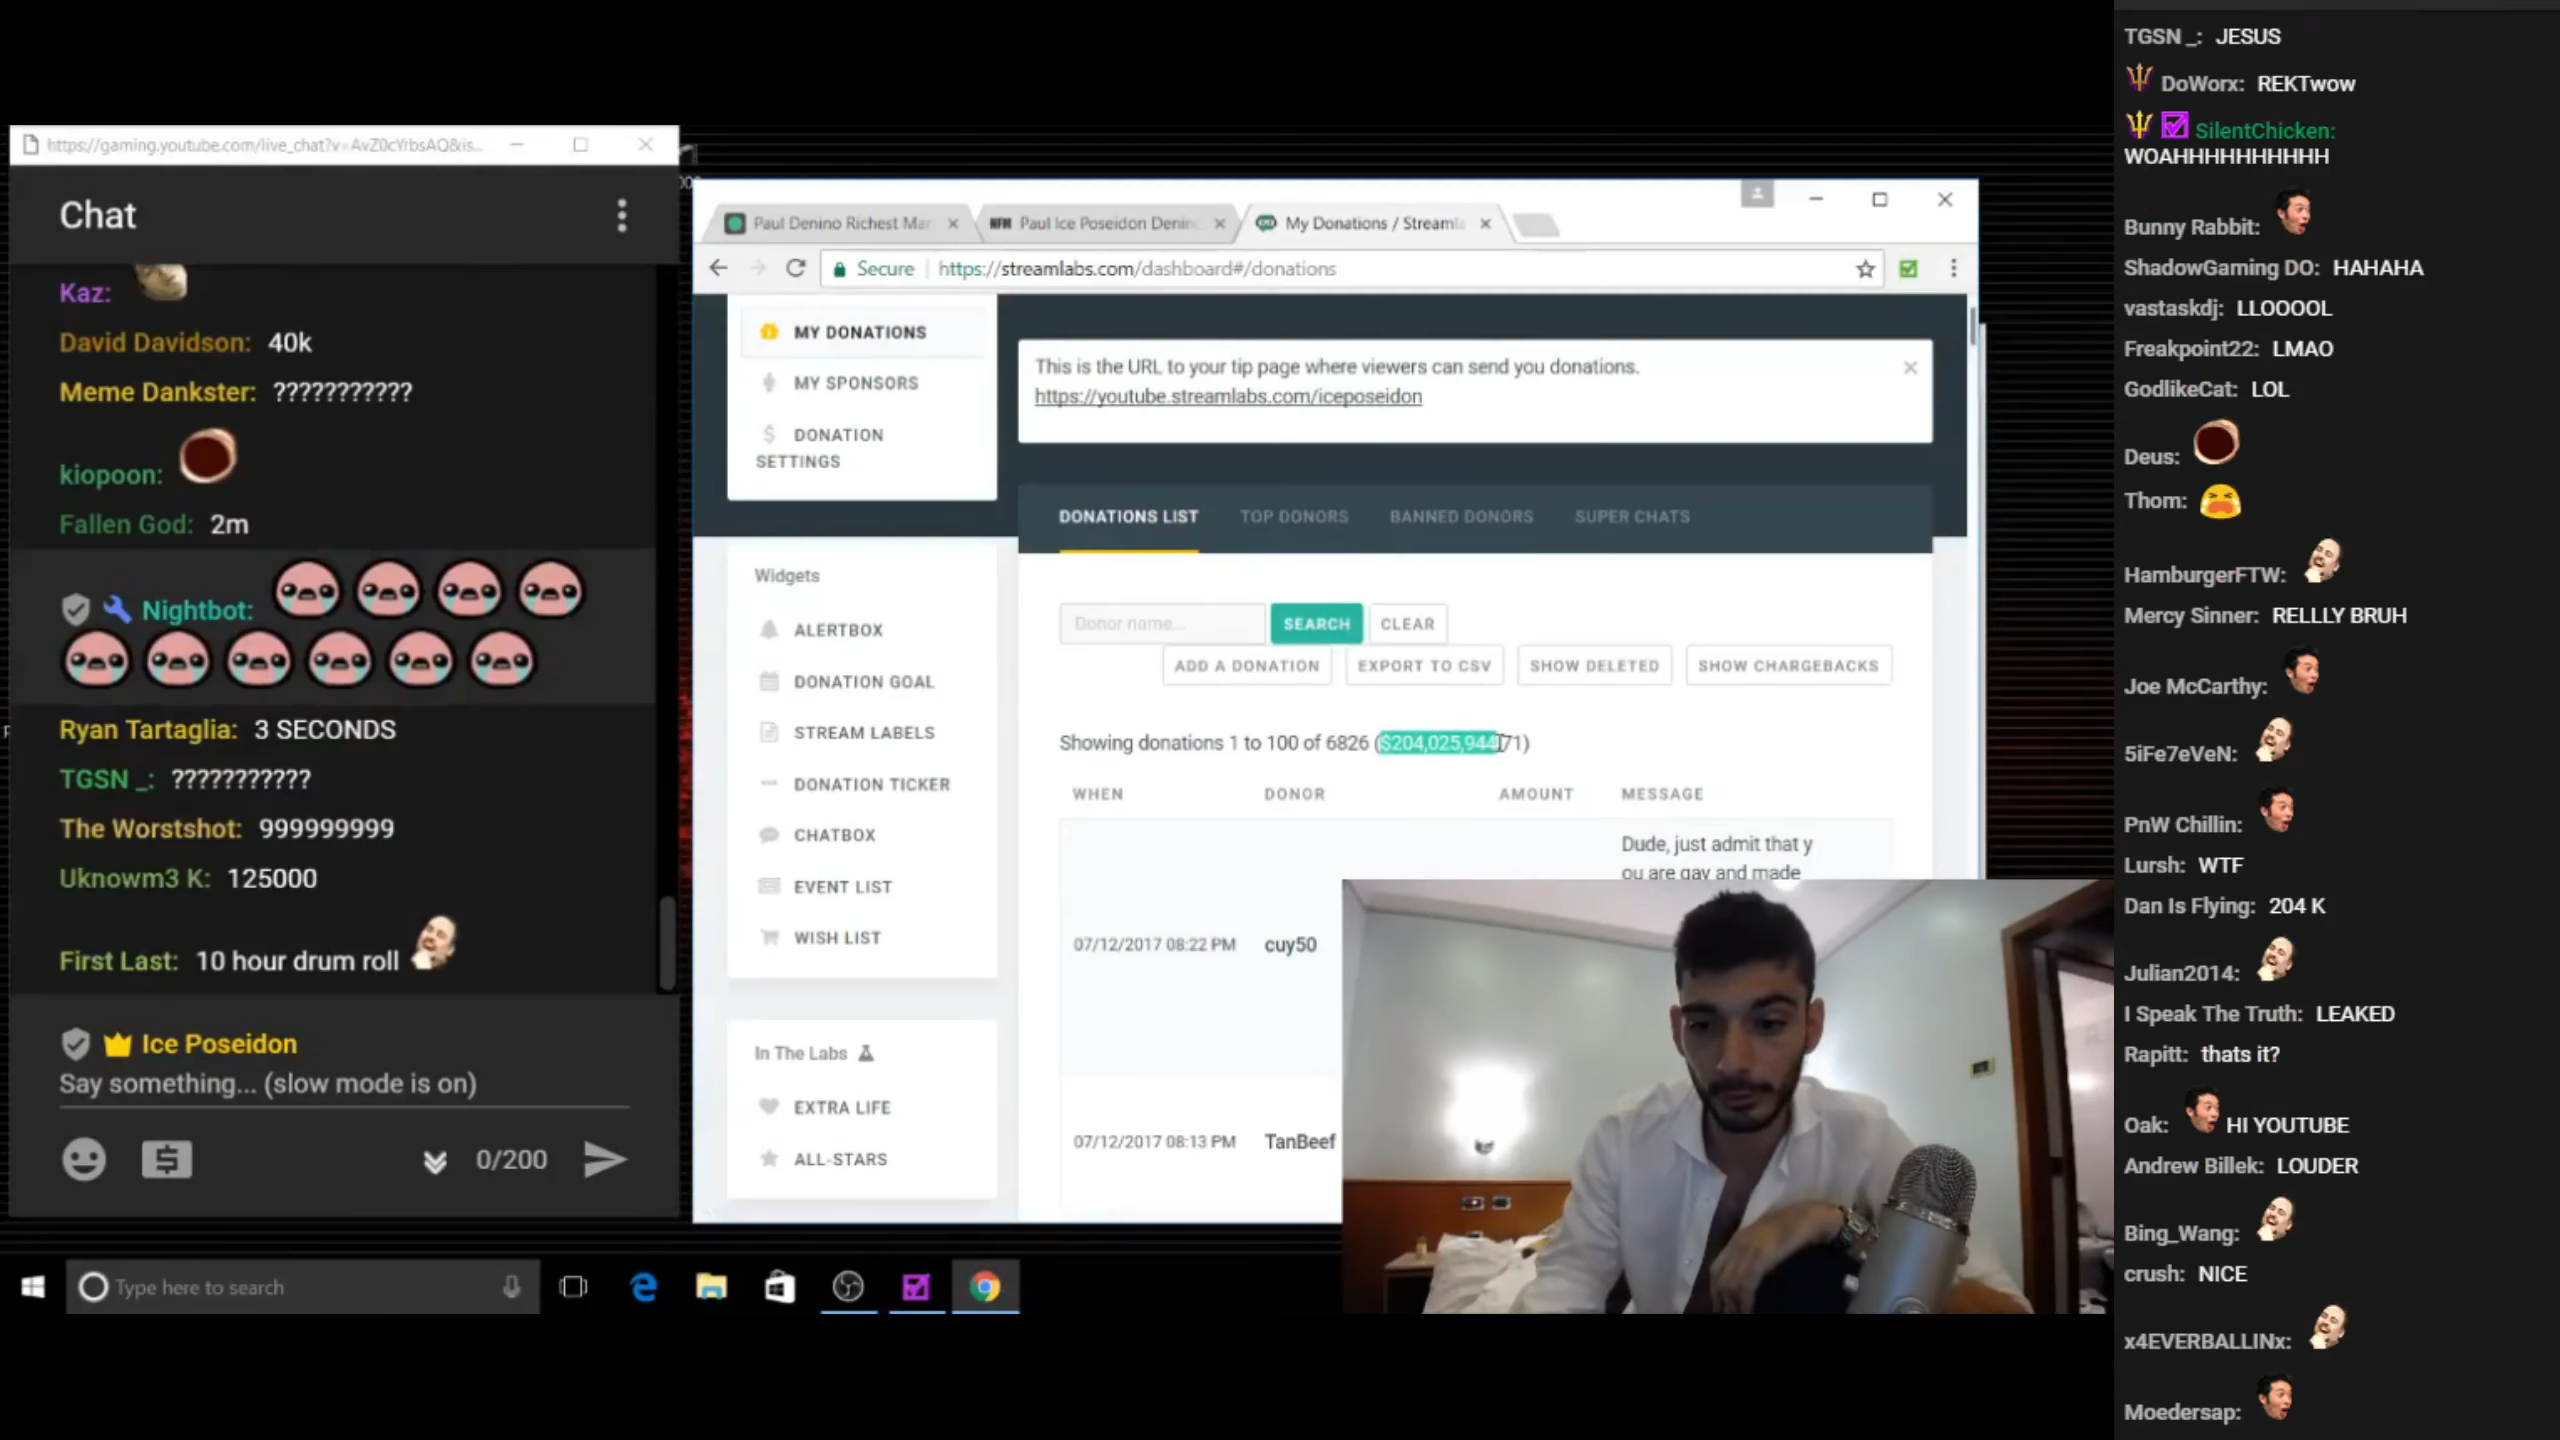 https://gaming.youtube.com/live_chat?v=AvZ0cYrbsAQ&is...
Chat
Kaz:
David Davidson: 40k
Meme Dankster: ???????????
kiopoon:
Fallen God: 2m
Nightbot:
Ryan Tartaglia: 3 SECONDS
TGSN _: ???????????
The Worstshot: 999999999
Uknowm3 K: 125000
First Last: 10 hour drum roll
Ice Poseidon
Say something... (slow mode is on)
0/200
Paul Denino Richest Mar
NFM Paul Ice Poseidon Denino
My Donations / Streamla
Secure https://streamlabs.com/dashboard#/donations
MY DONATIONS
MY SPONSORS
DONATION
SETTINGS
This is the URL to your tip page where viewers can send you donations.
https://youtube.streamlabs.com/iceposeidon
DONATIONS LIST TOP DONORS BANNED DONORS SUPER CHATS
Widgets
ALERTBOX
DONATION GOAL
STREAM LABELS
DONATION TICKER
CHATBOX
EVENT LIST
WISH LIST
In The Labs
EXTRA LIFE
ALL-STARS
Donor name... SEARCH CLEAR
ADD A DONATION EXPORT TO CSV SHOW DELETED SHOW CHARGEBACKS
Showing donations 1 to 100 of 6826 ($204,025,944.71)
WHEN DONOR AMOUNT MESSAGE
Dude, just admit that y
ou are gay and made
07/12/2017 08:22 PM cuy50
07/12/2017 08:13 PM TanBeef
Type here to search
TGSN _: JESUS
DoWorx: REKTwow
SilentChicken:
WOAHHHHHHHHHH
Bunny Rabbit:
ShadowGaming DO: HAHAHA
vastaskdj: LLOOOOL
Freakpoint22: LMAO
GodlikeCat: LOL
Deus:
Thom:
HamburgerFTW:
Mercy Sinner: RELLLY BRUH
Joe McCarthy:
5iFe7eVeN:
PnW Chillin:
Lursh: WTF
Dan Is Flying: 204 K
Julian2014:
I Speak The Truth: LEAKED
Rapitt: thats it?
Oak: HI YOUTUBE
Andrew Billek: LOUDER
Bing_Wang:
crush: NICE
x4EVERBALLINx:
Moedersap: